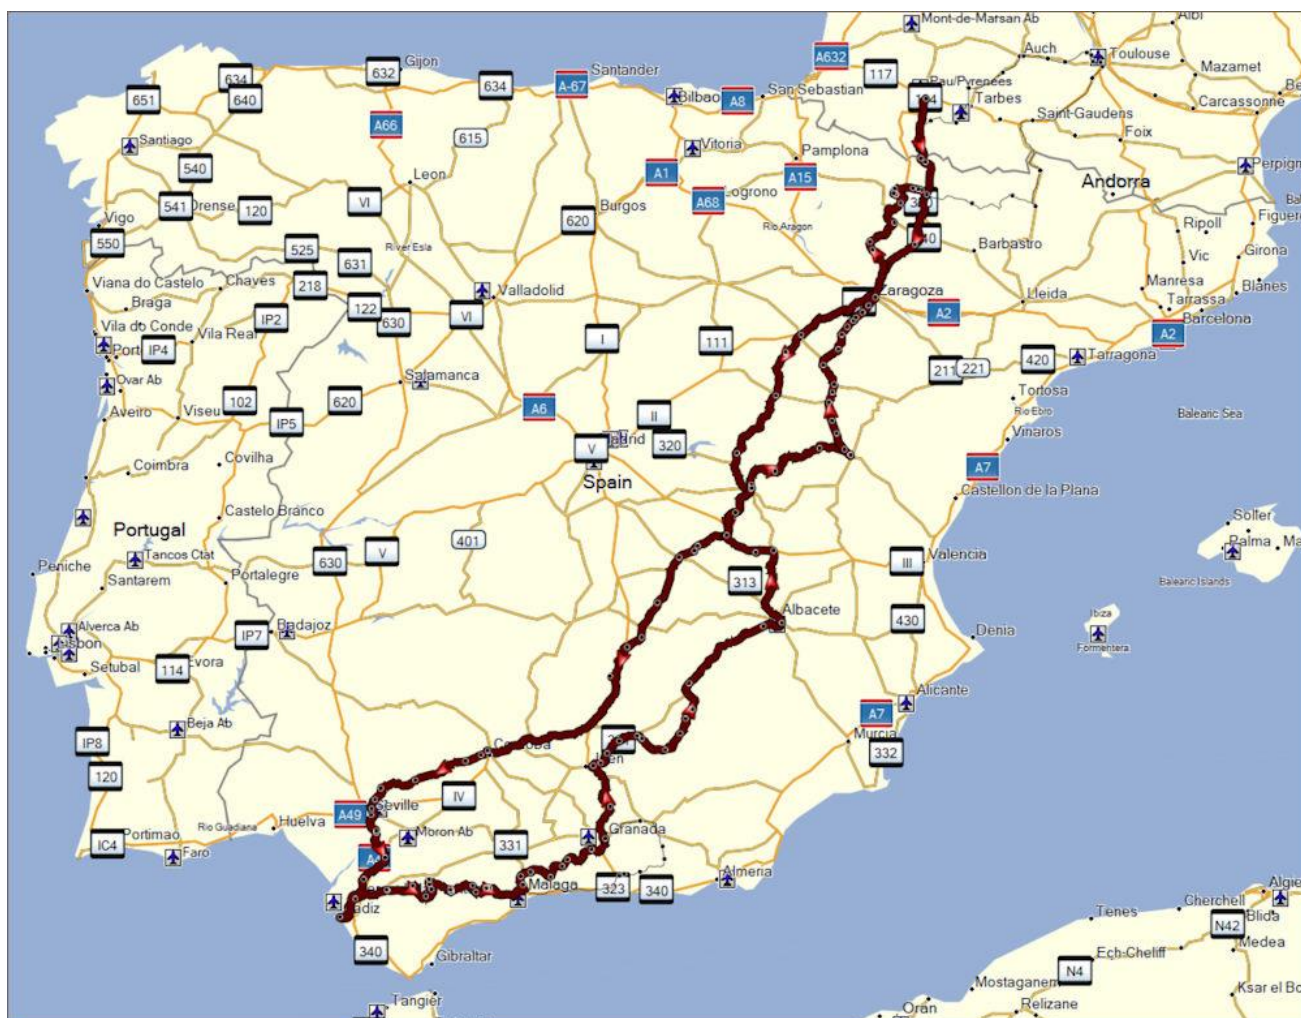 Mont-de-Marsan Ab
Albi
Gijon
A632
Auch
Toulouse
634
632
634
A-67
Santander
117
Pau/Pyrenees
Mazamet
651
640
Bilbao
A8
San Sebastian
Tarbes
Carcassonne
A66
Saint-Gaudens
Foix
Santiago
615
Vitoria
Pamplona
540
A1
A15
Perpign
Leon
Andorra
541
Orense
120
VI
A68
Logrono
Ripoll
Figuer
Vigo
620
Burgos
Rio Aragon
550
525
River Esla
Barbastro
Girona
631
Vic
Viana do Castelo
Chaves
218
Valladolid
Zaragoza
Lleida
Manresa
Blanes
Braga
122
Tarrassa
Vila do Conde
IP2
630
VI
A2
Barcelona
Vila Real
I
111
A2
Port
IP4
Tarragona
Ovar Ab
Salamanca
211
221
420
102
620
Tortosa
Aveiro
Viseu
IP5
A6
II
Rio Ebro
Balearic Sea
320
Vinaros
V
Coimbra
Covilha
A7
Spain
Castellon de la Plana
Castelo Branco
Portugal
Soller
401
Palma
Ma
Tancos Ctat
630
V
III
Valencia
Peniche
Portalegre
313
Balearic Islands
Santarem
Albacete
Ibiza
Alverca Ab
IP7
Badajoz
430
Denia
Formentera
Setubal
114
Evora
Alicante
Beja Ab
A7
IP8
Murcia
332
120
IV
A49
Seville
Portimao
Rio Guadiana
Huelva
Moron Ab
Granada
IC4
331
Faro
Malaga
323
340
Almeria
Algie
Cherchell
Tenes
Blida
N42
340
Ech-Cheliff
Medea
Gibraltar
N4
Mostaganem
Ksar el Bo
Tangier
Oran
Relizane